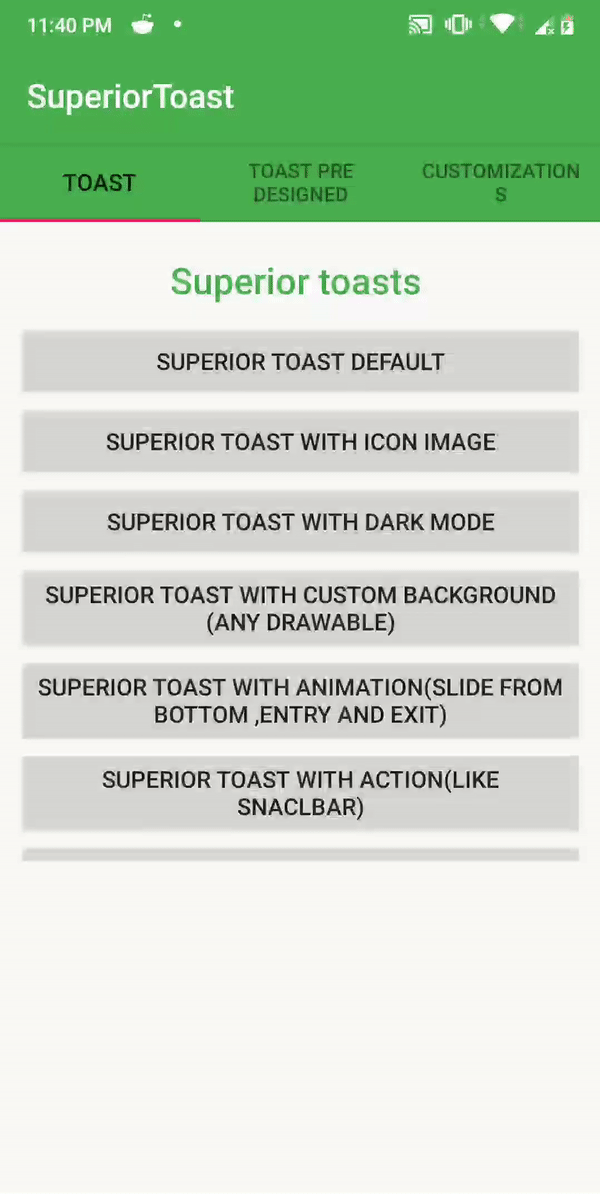 11:40 PM
SuperiorToast
TOAST
TOAST PRE
DESIGNED
CUSTOMIZATION
S
Superior toasts
SUPERIOR TOAST DEFAULT
SUPERIOR TOAST WITH ICON IMAGE
SUPERIOR TOAST WITH DARK MODE
SUPERIOR TOAST WITH CUSTOM BACKGROUND
(ANY DRAWABLE)
SUPERIOR TOAST WITH ANIMATION(SLIDE FROM
BOTTOM ,ENTRY AND EXIT)
SUPERIOR TOAST WITH ACTION(LIKE
SNACLBAR)